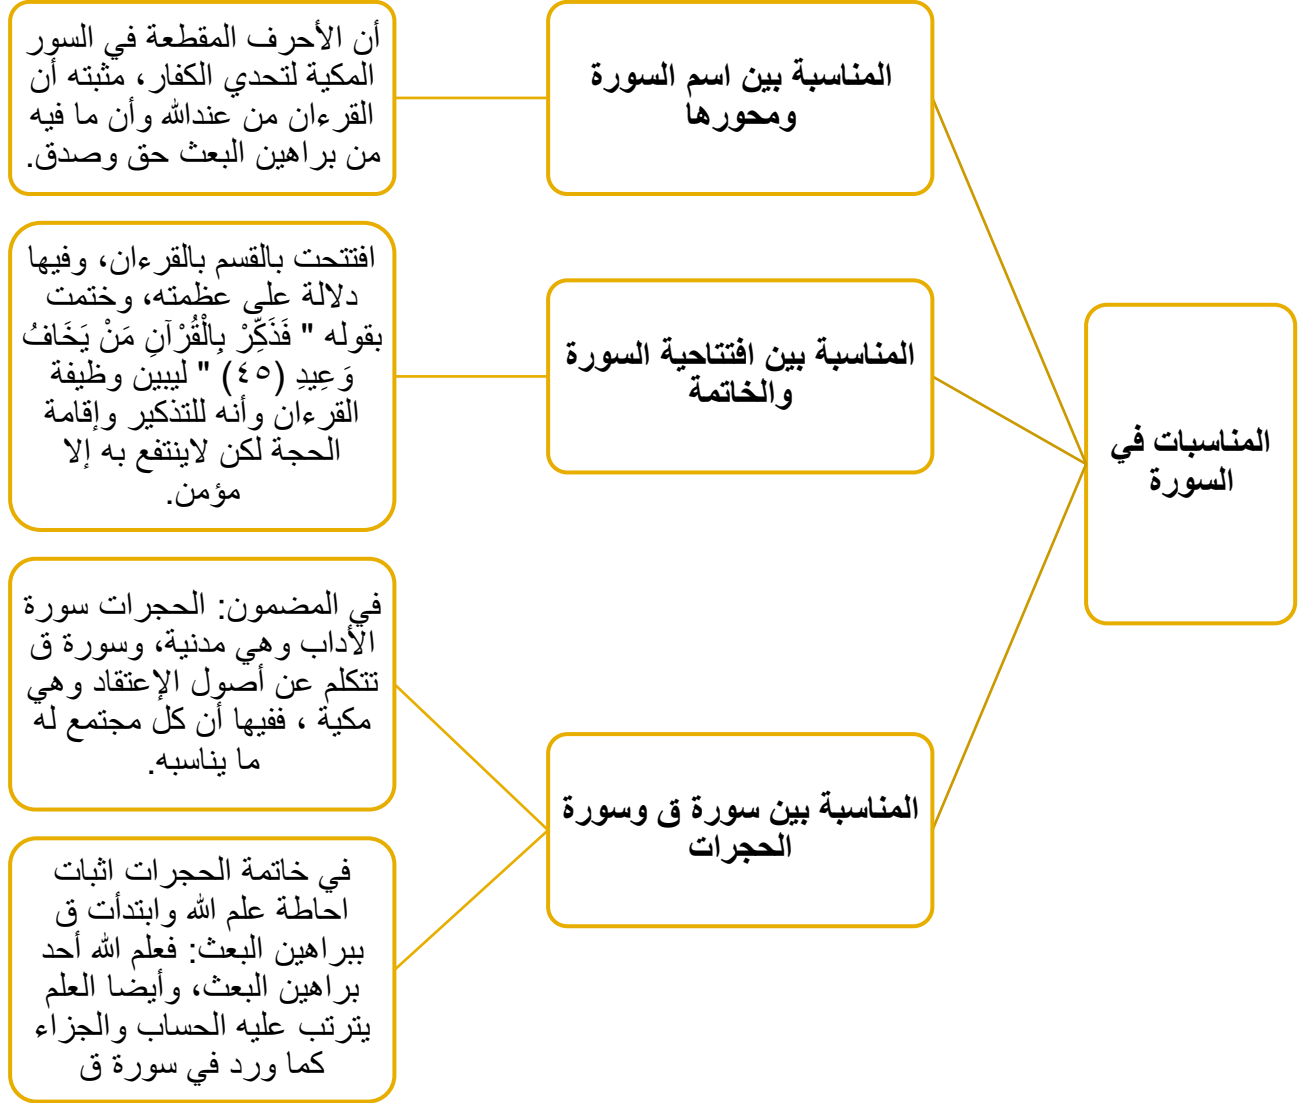 المناسبات في
السورة
المناسبة بين اسم السورة
ومحورها
أن الأحرف المقطعة في السور
المكية لتحدي الكفار، مثبته أن
القرءان من عندالله وأن ما فيه
من براهين البعث حق وصدق.
المناسبة بين افتتاحية السورة
والخاتمة
افتتحت بالقسم بالقرءان، وفيها
دلالة على عظمته، وختمت
بقوله " فَذَكِّرْ بِالْقُرْآنِ مَنْ يَخَافُ
وَعِيدِ (٤٥) " ليبين وظيفة
القرءان وأنه للتذكير وإقامة
الحجة لكن لاينتفع به إلا
مؤمن.
المناسبة بين سورة ق وسورة
الحجرات
في المضمون: الحجرات سورة
الأداب وهي مدنية، وسورة ق
تتكلم عن أصول الإعتقاد وهي
مكية ، ففيها أن كل مجتمع له
ما يناسبه.
في خاتمة الحجرات اثبات
احاطة علم الله وابتدأت ق
ببراهين البعث: فعلم الله أحد
براهين البعث، وأيضا العلم
يترتب عليه الحساب والجزاء
كما ورد في سورة ق